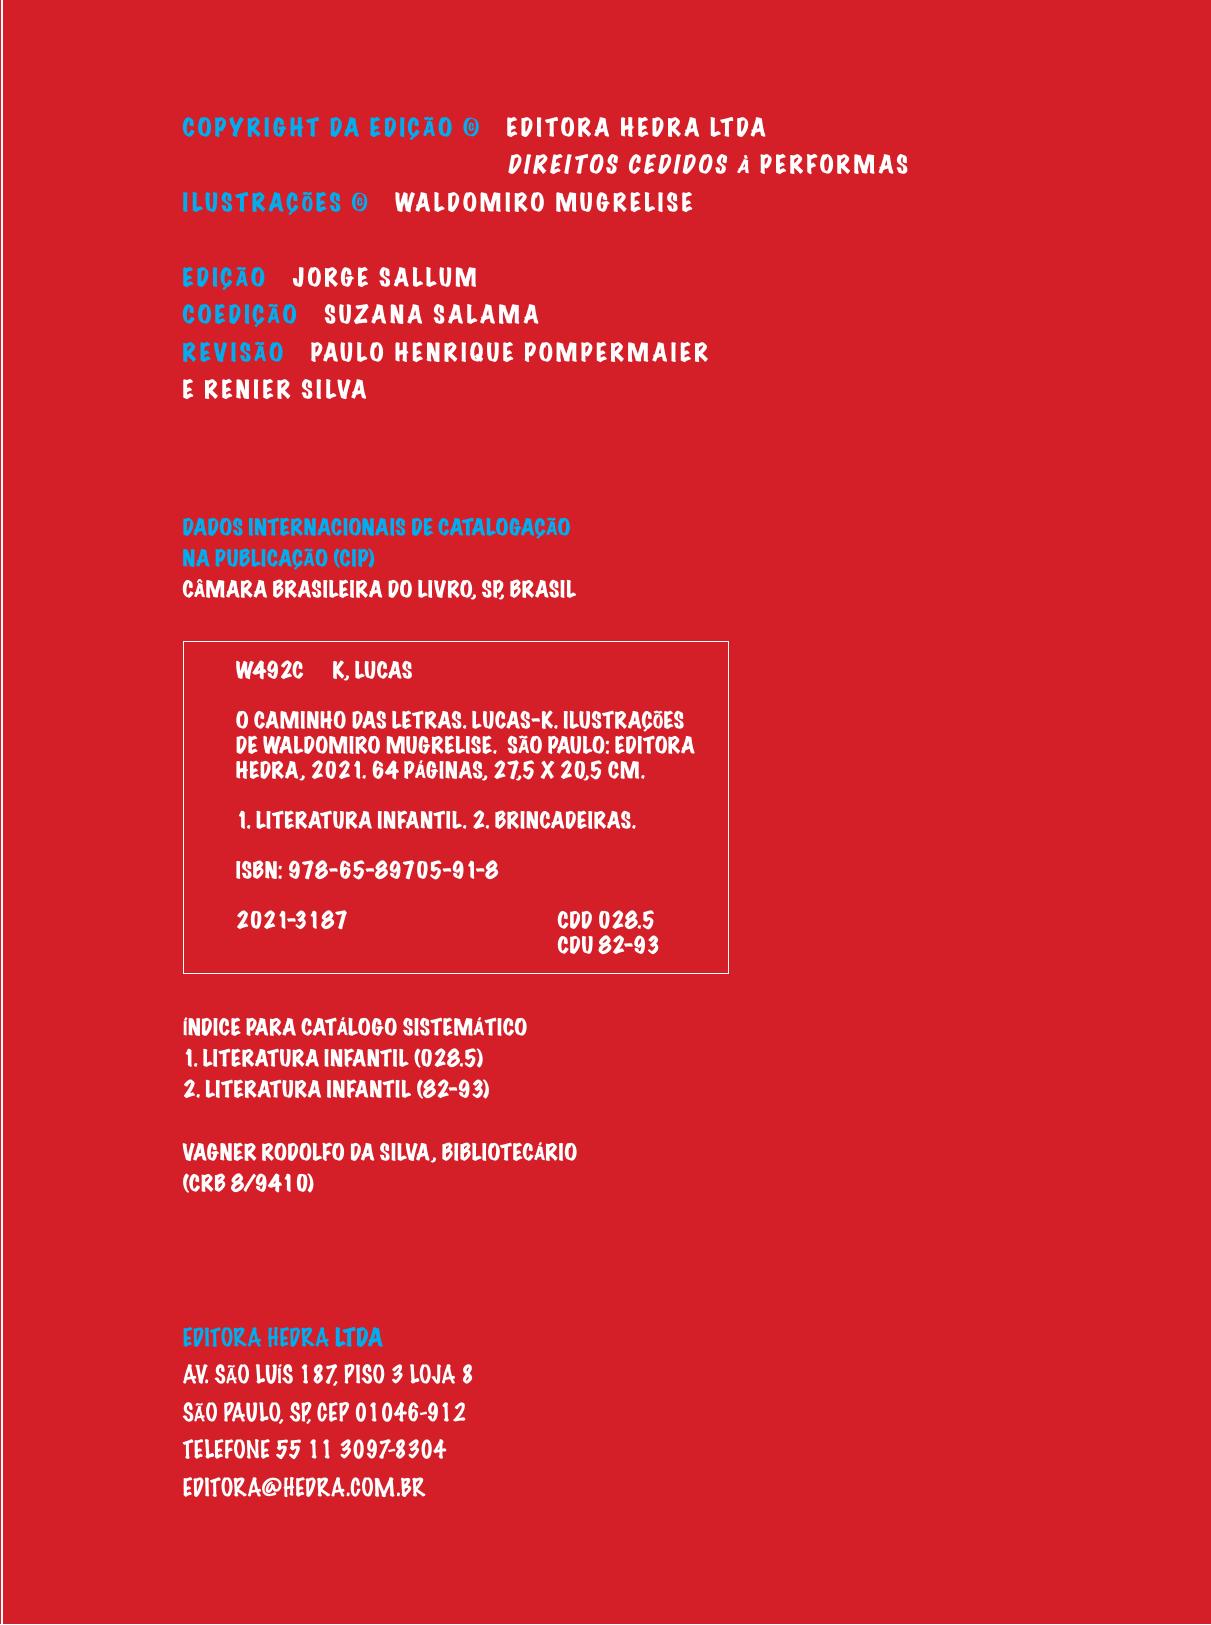 COPYRIGHT DA EDIÇÃO © EDITORA HEDRA LTDA
DIREITOS CEDIDOS À PERFORMAS
ILUSTRAÇÕES © WALDOMIRO MUGRELISE
EDIÇÃO JORGE SALLUM
COEDIÇÃO SUZANA SALAMA
REVISÃO PAULO HENRIQUE POMPERMAIER
E RENIER SILVA
DADOS INTERNACIONAIS DE CATALOGAÇÃO
NA PUBLICAÇÃO (CIP)
CÂMARA BRASILEIRA DO LIVRO, SP, BRASIL
W492C K, LUCAS
O CAMINHO DAS LETRAS. LUCAS-K. ILUSTRAÇÕES
DE WALDOMIRO MUGRELISE. SÃO PAULO: EDITORA
HEDRA, 2021. 64 PÁGINAS, 27,5 X 20,5 CM.
1. LITERATURA INFANTIL. 2. BRINCADEIRAS.
ISBN: 978-65-89705-91-8
2021-3187 CDD 028.5
CDU 82-93
ÍNDICE PARA CATÁLOGO SISTEMÁTICO
1. LITERATURA INFANTIL (028.5)
2. LITERATURA INFANTIL (82-93)
VAGNER RODOLFO DA SILVA, BIBLIOTECÁRIO
(CRB 8/9410)
EDITORA HEDRA LTDA
AV. SÃO LUÍS 187, PISO 3 LOJA 8
SÃO PAULO, SP, CEP 01046-912
TELEFONE 55 11 3097-8304
EDITORA@HEDRA.COM.BR